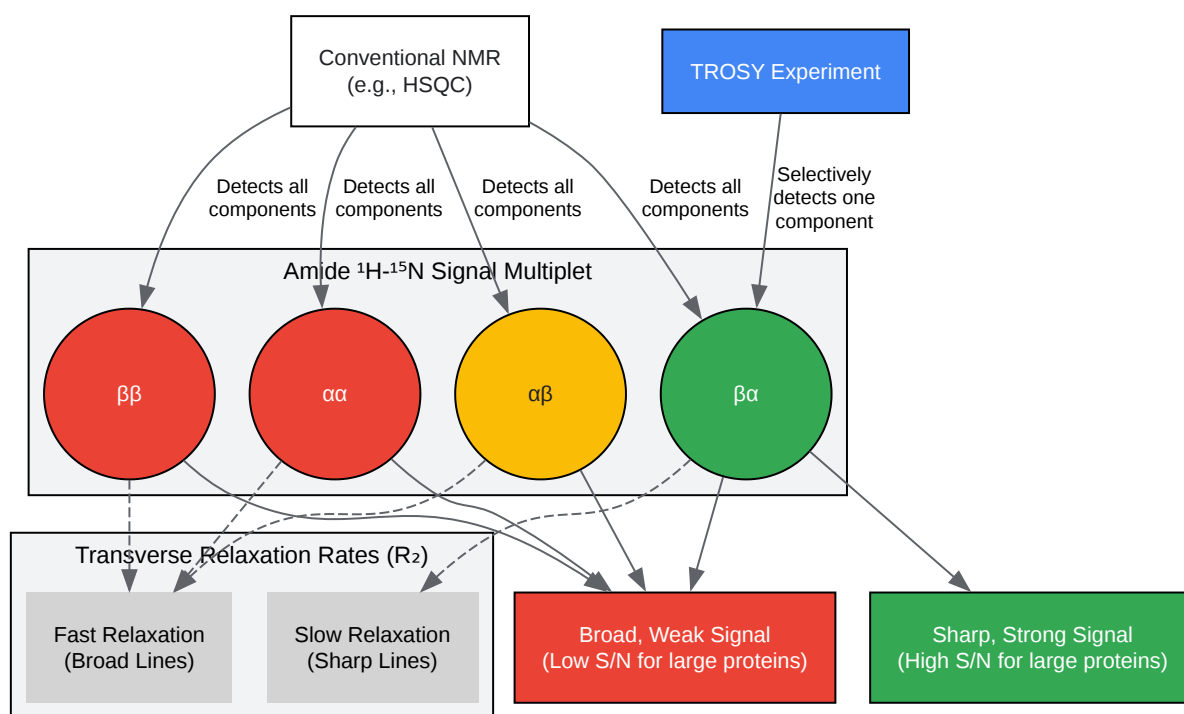 Conventional NMR
(e.g., HSQC)
TROSY Experiment
Detects all
components
Detects all
components
Detects all
components
Detects all
components
Selectively
detects one
component
Amide ¹H-¹⁵N Signal Multiplet
ββ
αα
αβ
βα
Transverse Relaxation Rates (R₂)
Fast Relaxation
(Broad Lines)
Slow Relaxation
(Sharp Lines)
Broad, Weak Signal
(Low S/N for large proteins)
Sharp, Strong Signal
(High S/N for large proteins)